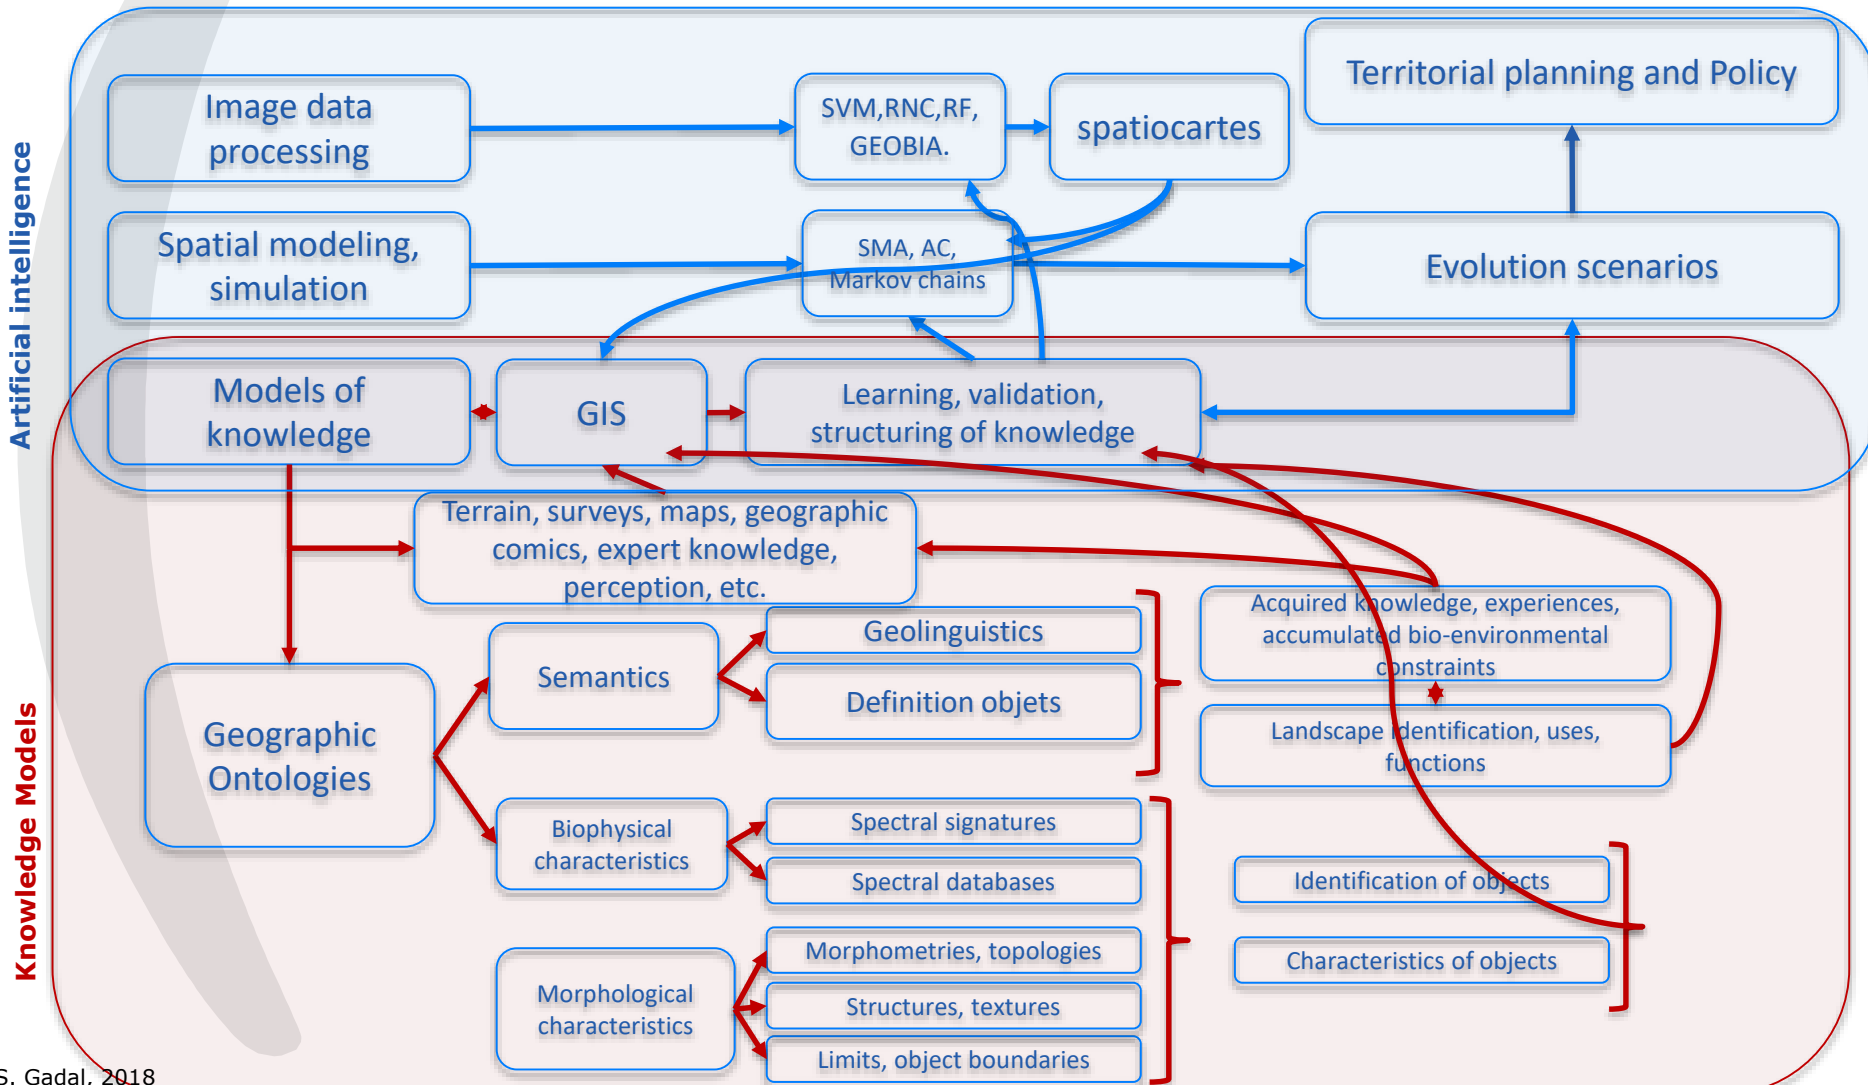 Artificial intelligence
Image data
processing
SVM,RNC,RF,
GEOBIA.
spatiocartes
Territorial planning and Policy
Spatial modeling,
simulation
SMA, AC,
Markov chains
Evolution scenarios
Models of
knowledge
GIS
Learning, validation,
structuring of knowledge
Knowledge Models
Terrain, surveys, maps, geographic
comics, expert knowledge,
perception, etc.
Geographic
Ontologies
Semantics
Geolinguistics
Definition objets
Acquired knowledge, experiences,
accumulated bio-environmental
constraints
Landscape identification, uses,
functions
Biophysical
characteristics
Spectral signatures
Spectral databases
Identification of objects
Characteristics of objects
Morphological
characteristics
Morphometries, topologies
Structures, textures
Limits, object boundaries
S. Gadal, 2018